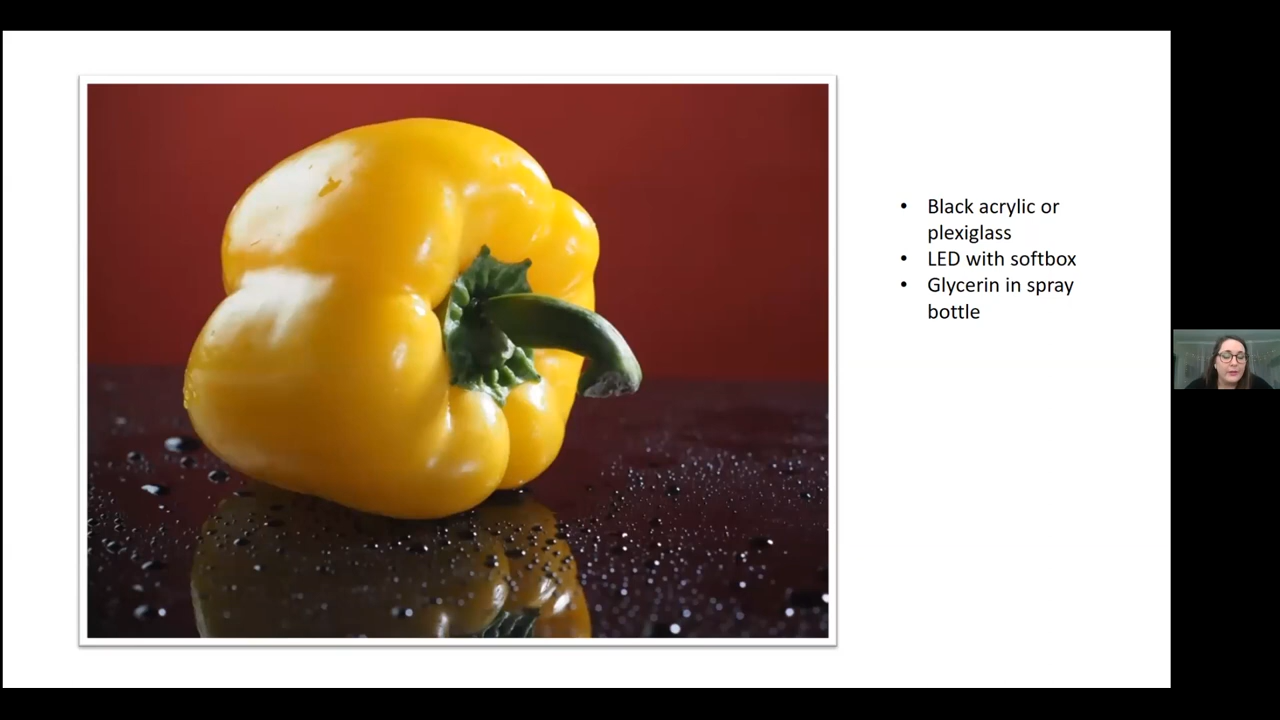 • Black acrylic or
plexiglass
• LED with softbox
• Glycerin in spray
bottle